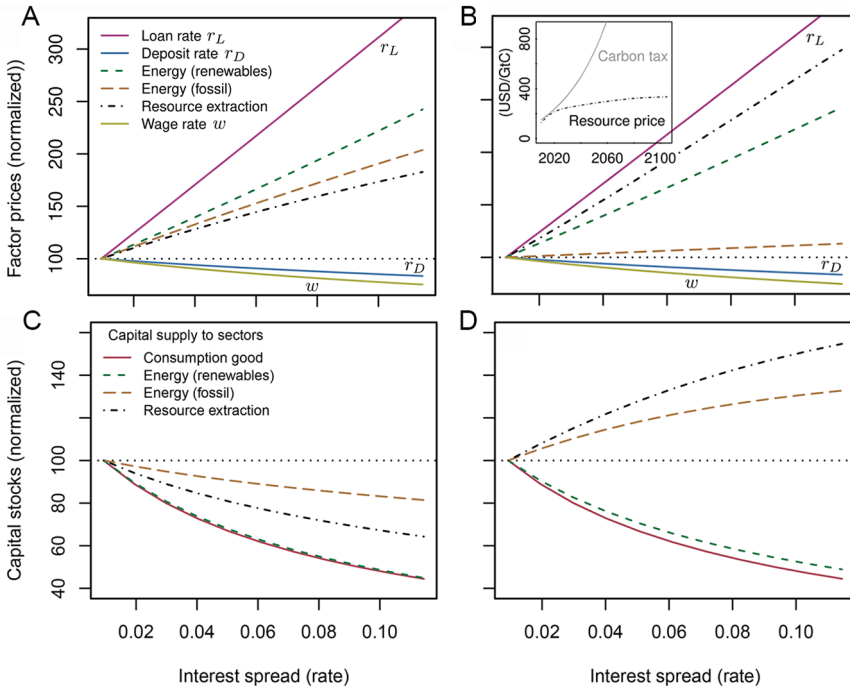 A
Factor prices (normalized))
300
250
200
150
100
Loan rate r_L
Deposit rate r_D
Energy (renewables)
Energy (fossil)
Resource extraction
Wage rate w
r_L
r_D
w
B
(USD/GtC)
800
400
0
Carbon tax
Resource price
2020
2060
2100
r_L
r_D
w
C
Capital stocks (normalized)
140
100
80
60
40
Capital supply to sectors
Consumption good
Energy (renewables)
Energy (fossil)
Resource extraction
0.02 0.04 0.06 0.08 0.10
Interest spread (rate)
D
0.02 0.04 0.06 0.08 0.10
Interest spread (rate)